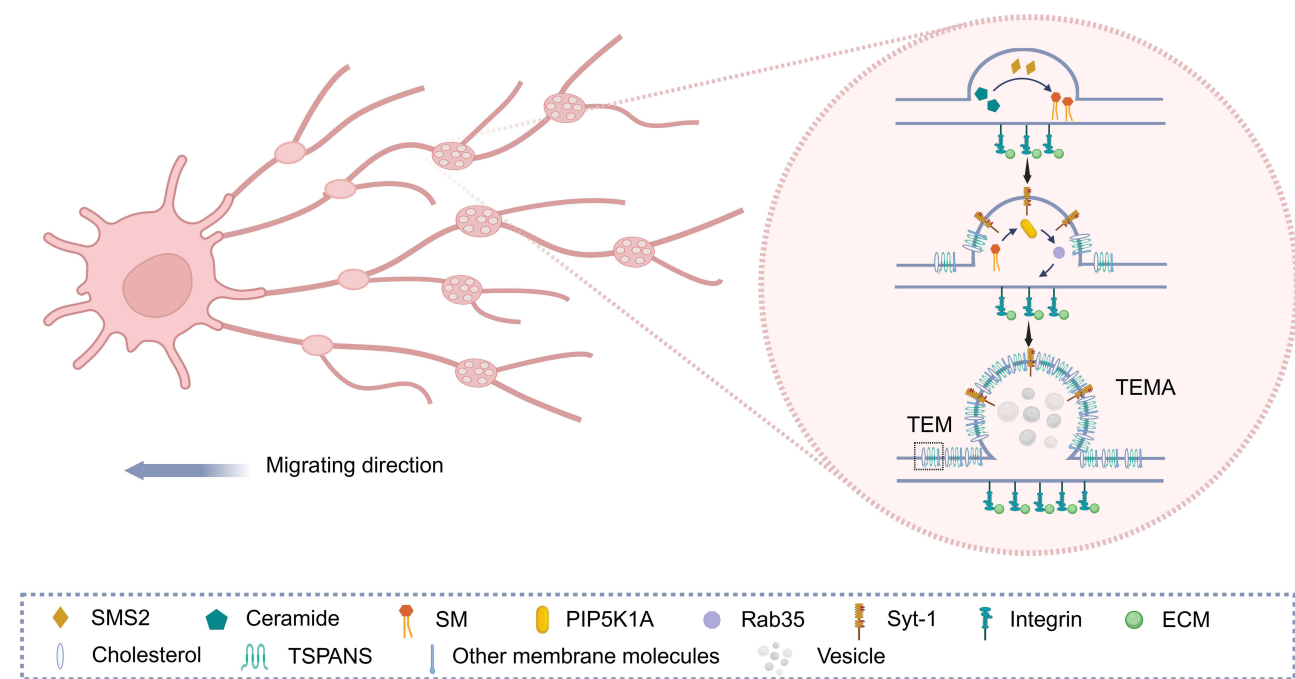 TEMA
TEM
Migrating direction
SMS2 Ceramide SM PIP5K1A Rab35 Syt-1 Integrin ECM
Cholesterol TSPANS Other membrane molecules Vesicle